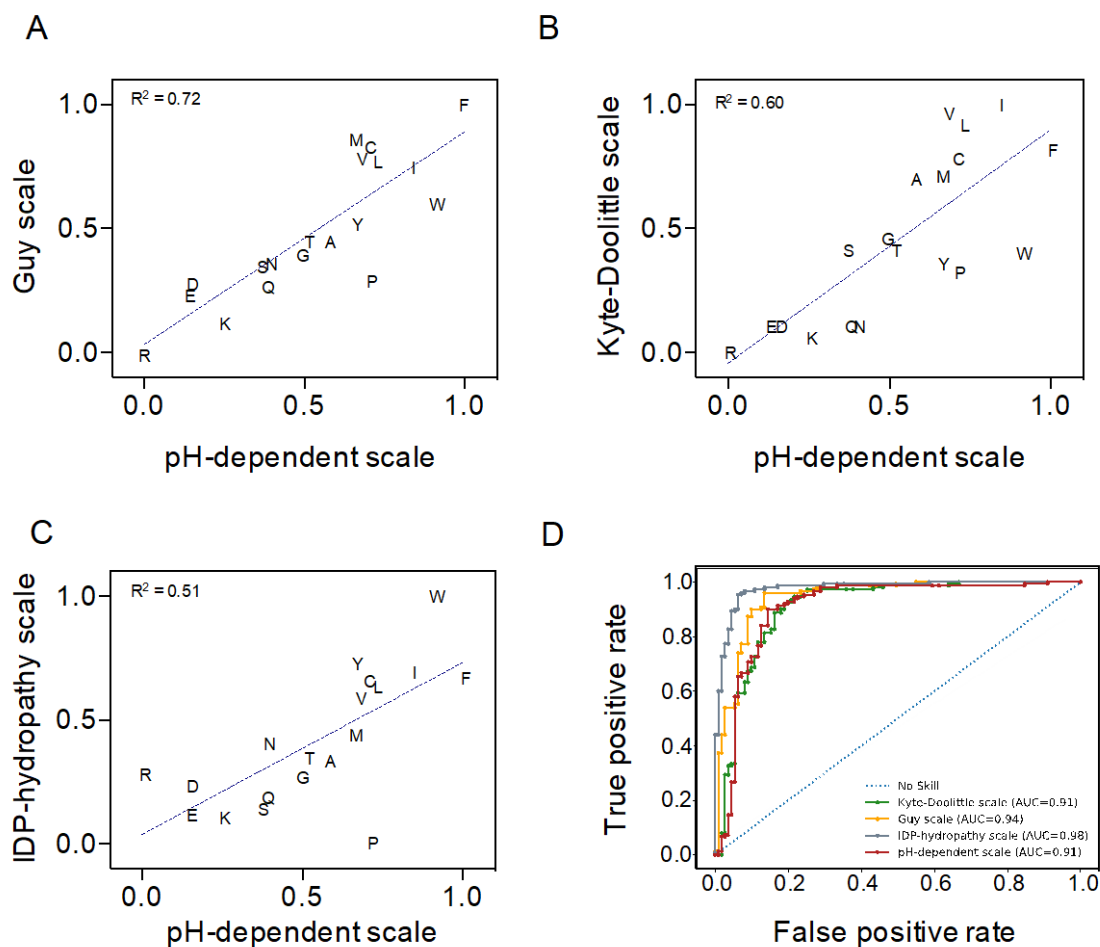 A
R² = 0.72
Guy scale
1.0
0.5
0.0
F
M
C
V
L
I
W
Y
T
A
S
N
G
P
D
E
Q
K
R
0.0 0.5 1.0
pH-dependent scale
B
R² = 0.60
Kyte-Doolittle scale
1.0
0.5
0.0
I
V
L
F
C
M
A
G
S
T
W
Y
P
E
D
Q
N
K
R
0.0 0.5 1.0
pH-dependent scale
C
R² = 0.51
IDP-hydropathy scale
1.0
0.5
0.0
W
Y
I
F
C
L
V
M
N
T
A
G
R
D
Q
S
E
K
P
0.0 0.5 1.0
pH-dependent scale
D
True positive rate
1.0
0.8
0.6
0.4
0.2
0.0
No Skill
Kyte-Doolittle scale (AUC=0.91)
Guy scale (AUC=0.94)
IDP-hydropathy scale (AUC=0.98)
pH-dependent scale (AUC=0.91)
0.0 0.2 0.4 0.6 0.8 1.0
False positive rate